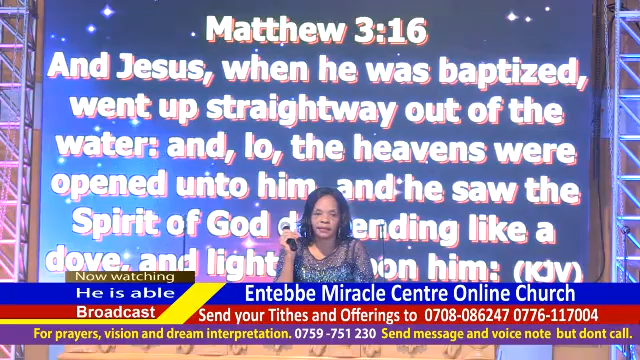 Matthew 3:16
And Jesus, when he was baptized,
went up straightway out of the
water: and, lo, the heavens were
opened unto him, and he saw the
Spirit of God like a
dove, and him: (KJV)
Now watching
He is able
Broadcast
Entebbe Miracle Centre Online Church
Send your Tithes and Offerings to 0708-086247 0776-117004
For prayers, vision and dream interpretation. 0759 -751 230 Send message and voice note but dont call.